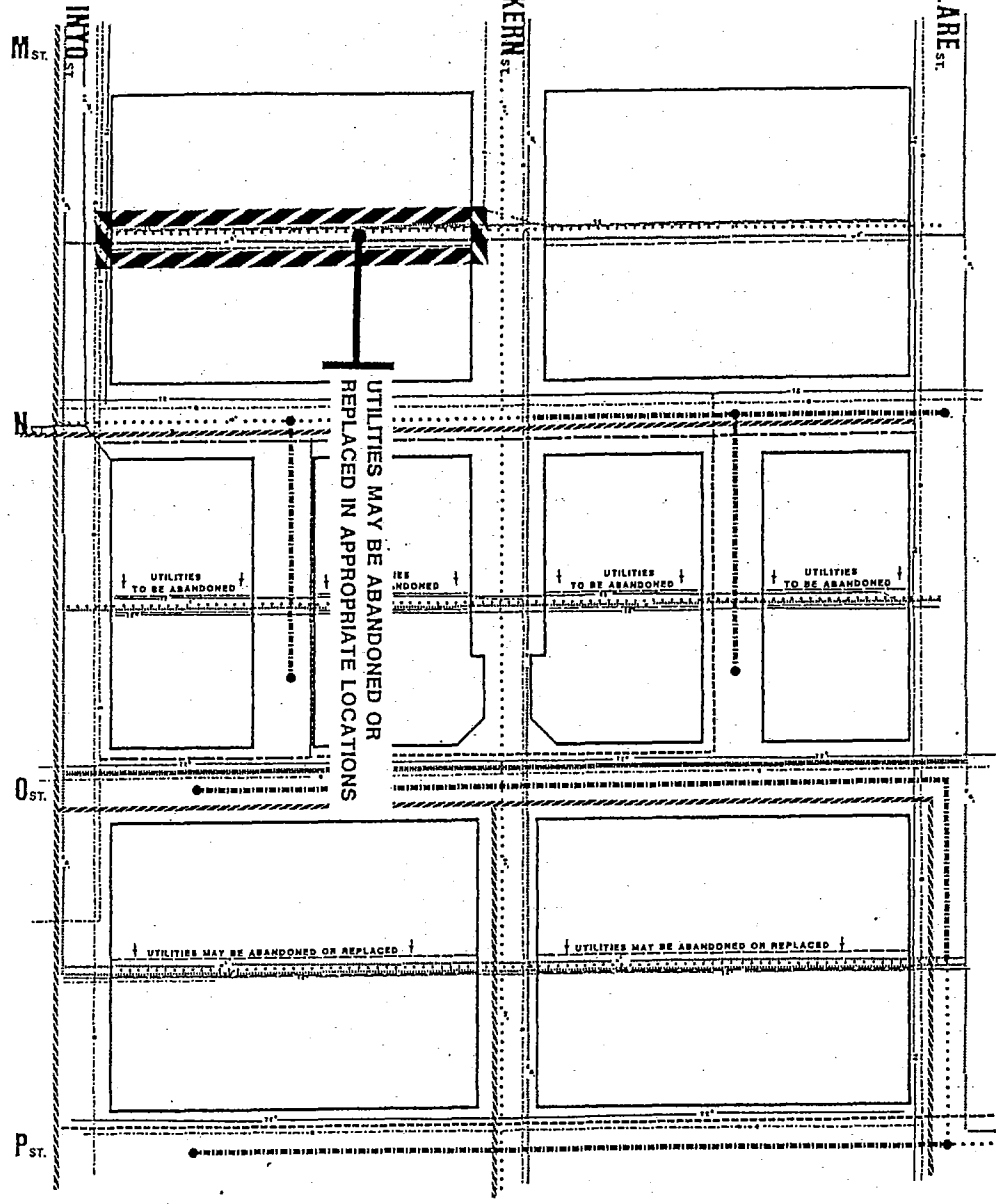 INYO ST.
KERN ST.
ARE ST.
M ST.
N
UTILITIES MAY BE ABANDONED OR
REPLACED IN APPROPRIATE LOCATIONS
UTILITIES
TO BE ABANDONED
IES
ANDONED
UTILITIES
TO BE ABANDONED
UTILITIES
TO BE ABANDONED
O ST.
UTILITIES MAY BE ABANDONED OR REPLACED
UTILITIES MAY BE ABANDONED OR REPLACED
P ST.